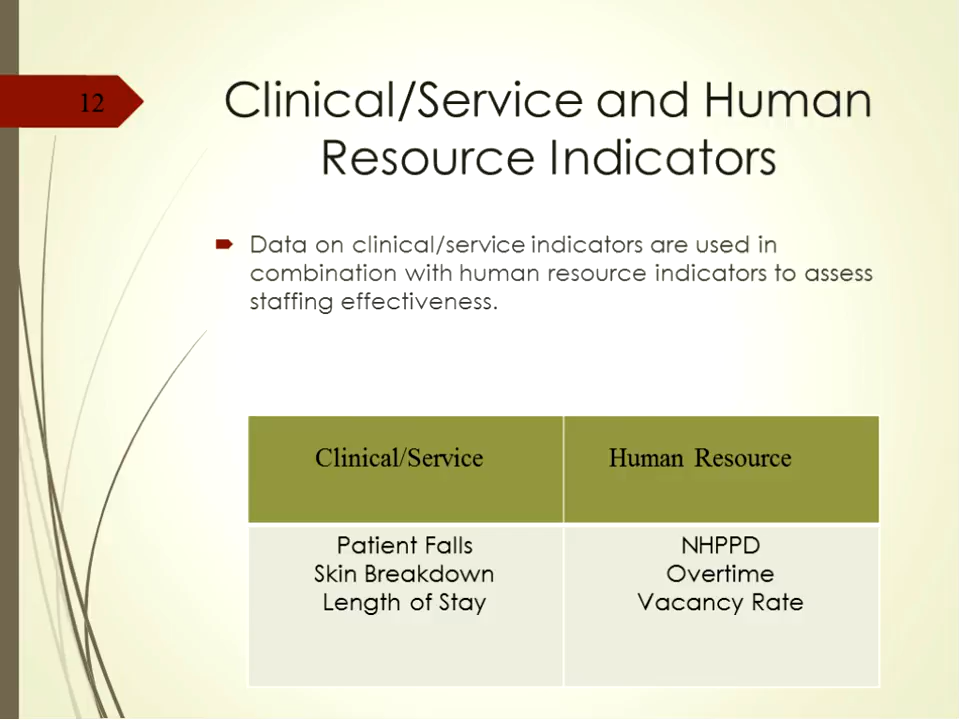 12
Clinical/Service and Human
Resource Indicators
Data on clinical/service indicators are used in
combination with human resource indicators to assess
staffing effectiveness.
Clinical/Service
Human Resource
Patient Falls
Skin Breakdown
Length of Stay
NHPPD
Overtime
Vacancy Rate